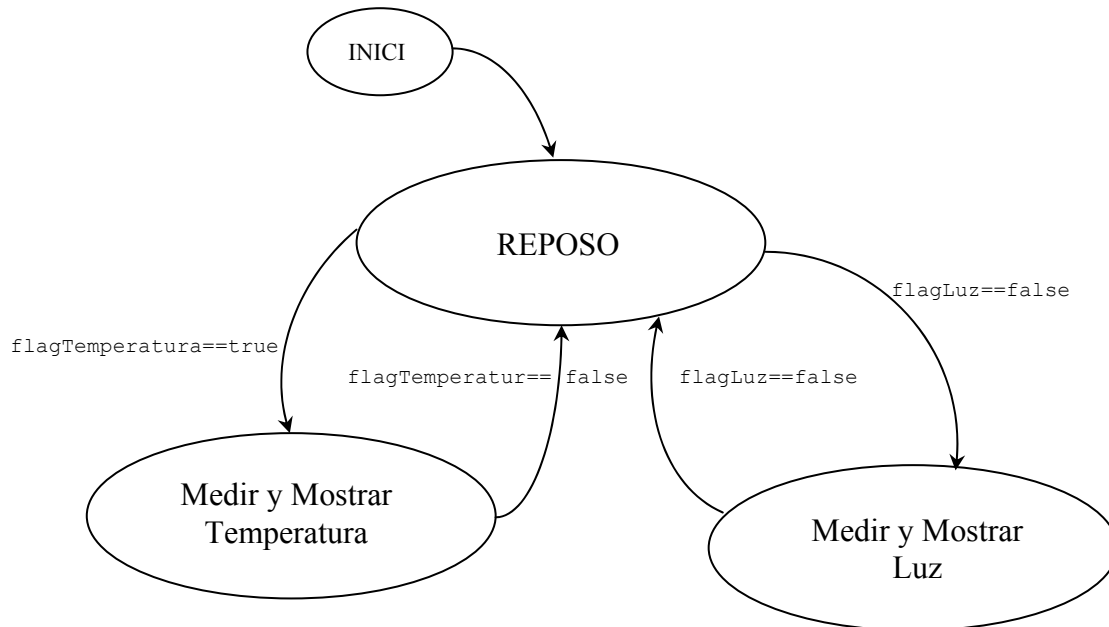 INICI
REPOSO
flagLuz==false
flagTemperatura==true
flagTemperatur== false
flagLuz==false
Medir y Mostrar
Temperatura
Medir y Mostrar
Luz